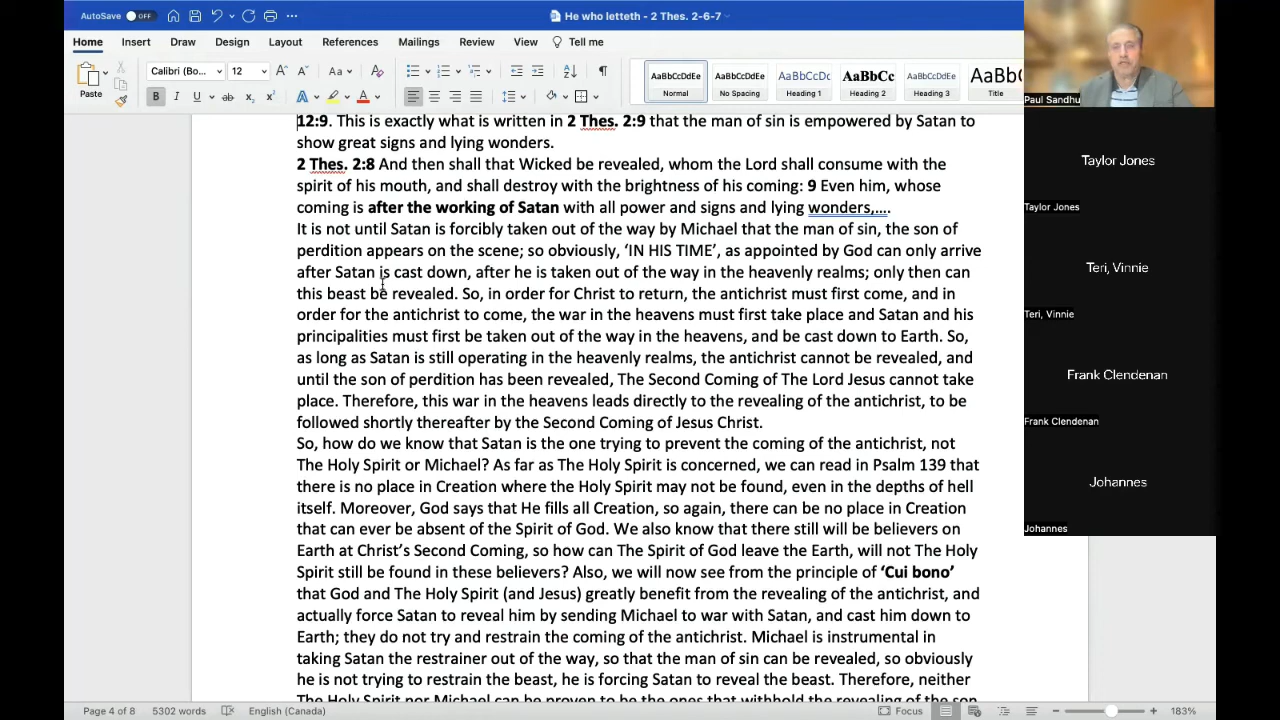 AutoSave OFF
He who letteth - 2 Thes. 2-6-7
Home Insert Draw Design Layout References Mailings Review View Tell me
Paste
Calibri (Bo... 12
AaBbCcDdEe AaBbCcDdEe AaBbCcDc AaBbCc AaBbCcDdEe AaBb(
Normal No Spacing Heading 1 Heading 2 Heading 3 Title
12:9. This is exactly what is written in 2 Thes. 2:9 that the man of sin is empowered by Satan to
show great signs and lying wonders.
2 Thes. 2:8 And then shall that Wicked be revealed, whom the Lord shall consume with the
spirit of his mouth, and shall destroy with the brightness of his coming: 9 Even him, whose
coming is after the working of Satan with all power and signs and lying wonders,....
It is not until Satan is forcibly taken out of the way by Michael that the man of sin, the son of
perdition appears on the scene; so obviously, ‘IN HIS TIME’, as appointed by God can only arrive
after Satan is cast down, after he is taken out of the way in the heavenly realms; only then can
this beast be revealed. So, in order for Christ to return, the antichrist must first come, and in
order for the antichrist to come, the war in the heavens must first take place and Satan and his
principalities must first be taken out of the way in the heavens, and be cast down to Earth. So,
as long as Satan is still operating in the heavenly realms, the antichrist cannot be revealed, and
until the son of perdition has been revealed, The Second Coming of The Lord Jesus cannot take
place. Therefore, this war in the heavens leads directly to the revealing of the antichrist, to be
followed shortly thereafter by the Second Coming of Jesus Christ.
So, how do we know that Satan is the one trying to prevent the coming of the antichrist, not
The Holy Spirit or Michael? As far as The Holy Spirit is concerned, we can read in Psalm 139 that
there is no place in Creation where the Holy Spirit may not be found, even in the depths of hell
itself. Moreover, God says that He fills all Creation, so again, there can be no place in Creation
that can ever be absent of the Spirit of God. We also know that there still will be believers on
Earth at Christ’s Second Coming, so how can The Spirit of God leave the Earth, will not The Holy
Spirit still be found in these believers? Also, we will now see from the principle of ‘Cui bono’
that God and The Holy Spirit (and Jesus) greatly benefit from the revealing of the antichrist, and
actually force Satan to reveal him by sending Michael to war with Satan, and cast him down to
Earth; they do not try and restrain the coming of the antichrist. Michael is instrumental in
taking Satan the restrainer out of the way, so that the man of sin can be revealed, so obviously
he is not trying to restrain the beast, he is forcing Satan to reveal the beast. Therefore, neither
The Holy Spirit nor Michael can be proven to be the ones that withhold the revealing of the son
Page 4 of 8 5302 words English (Canada) Focus 183%
Paul Sandhu
Taylor Jones
Taylor Jones
Teri, Vinnie
Teri, Vinnie
Frank Clendenan
Frank Clendenan
Johannes
Johannes